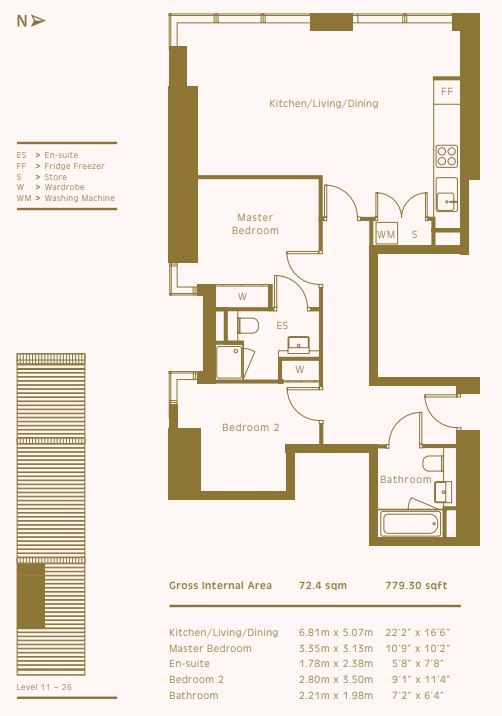 N
Kitchen/Living/Dining
FF
ES > En-suite
FF > Fridge Freezer
S > Store
W > Wardrobe
WM > Washing Machine
Master
Bedroom
WM S
W
ES
W
Bedroom 2
Bathroom
Gross Internal Area 72.4 sqm 779.30 sqft
Kitchen/Living/Dining 6.81m x 5.07m 22'2" x 16'6"
Master Bedroom 3.35m x 3.13m 10'9" x 10'2"
En-suite 1.78m x 2.38m 5'8" x 7'8"
Bedroom 2 2.80m x 3.50m 9'1" x 11'4"
Bathroom 2.21m x 1.98m 7'2" x 6'4"
Level 11 – 26